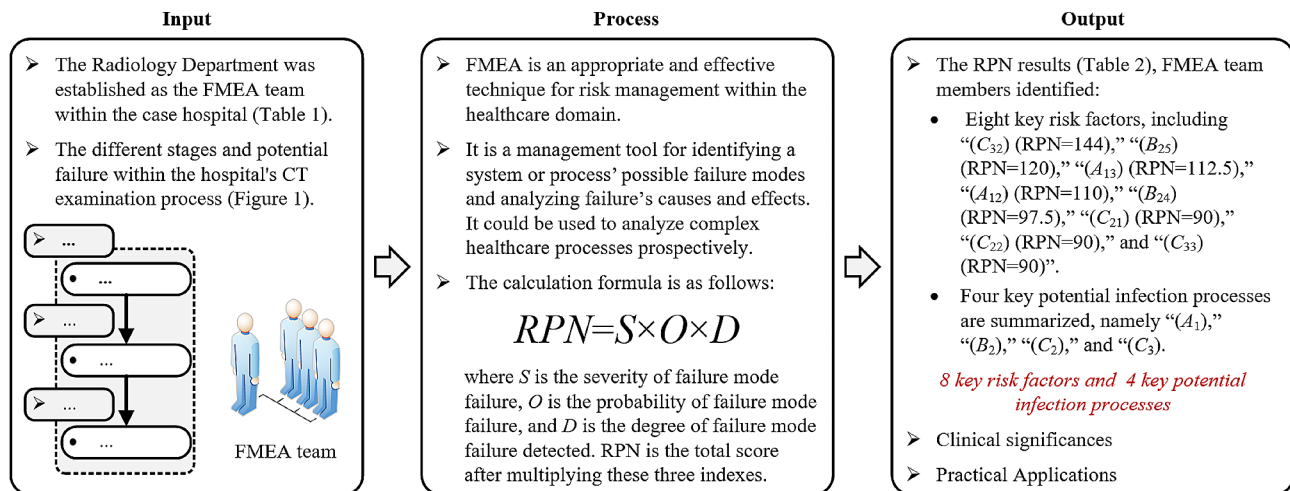 Input
➢ The Radiology Department was
established as the FMEA team
within the case hospital (Table 1).
➢ The different stages and potential
failure within the hospital's CT
examination process (Figure 1).
➢ ...
• ...
➢ ...
• ...
➢ ...
• ...
FMEA team
Process
➢ FMEA is an appropriate and effective
technique for risk management within the
healthcare domain.
➢ It is a management tool for identifying a
system or process’ possible failure modes
and analyzing failure’s causes and effects.
It could be used to analyze complex
healthcare processes prospectively.
➢ The calculation formula is as follows:
RPN=S×O×D
where S is the severity of failure mode
failure, O is the probability of failure mode
failure, and D is the degree of failure mode
failure detected. RPN is the total score
after multiplying these three indexes.
Output
➢ The RPN results (Table 2), FMEA team
members identified:
• Eight key risk factors, including
“(C32) (RPN=144),” “(B25)
(RPN=120),” “(A13) (RPN=112.5),”
“(A12) (RPN=110),” “(B24)
(RPN=97.5),” “(C21) (RPN=90),”
“(C22) (RPN=90),” and “(C33)
(RPN=90)”.
• Four key potential infection processes
are summarized, namely “(A1),”
“(B2),” “(C2),” and “(C3).
8 key risk factors and 4 key potential
infection processes
➢ Clinical significances
➢ Practical Applications